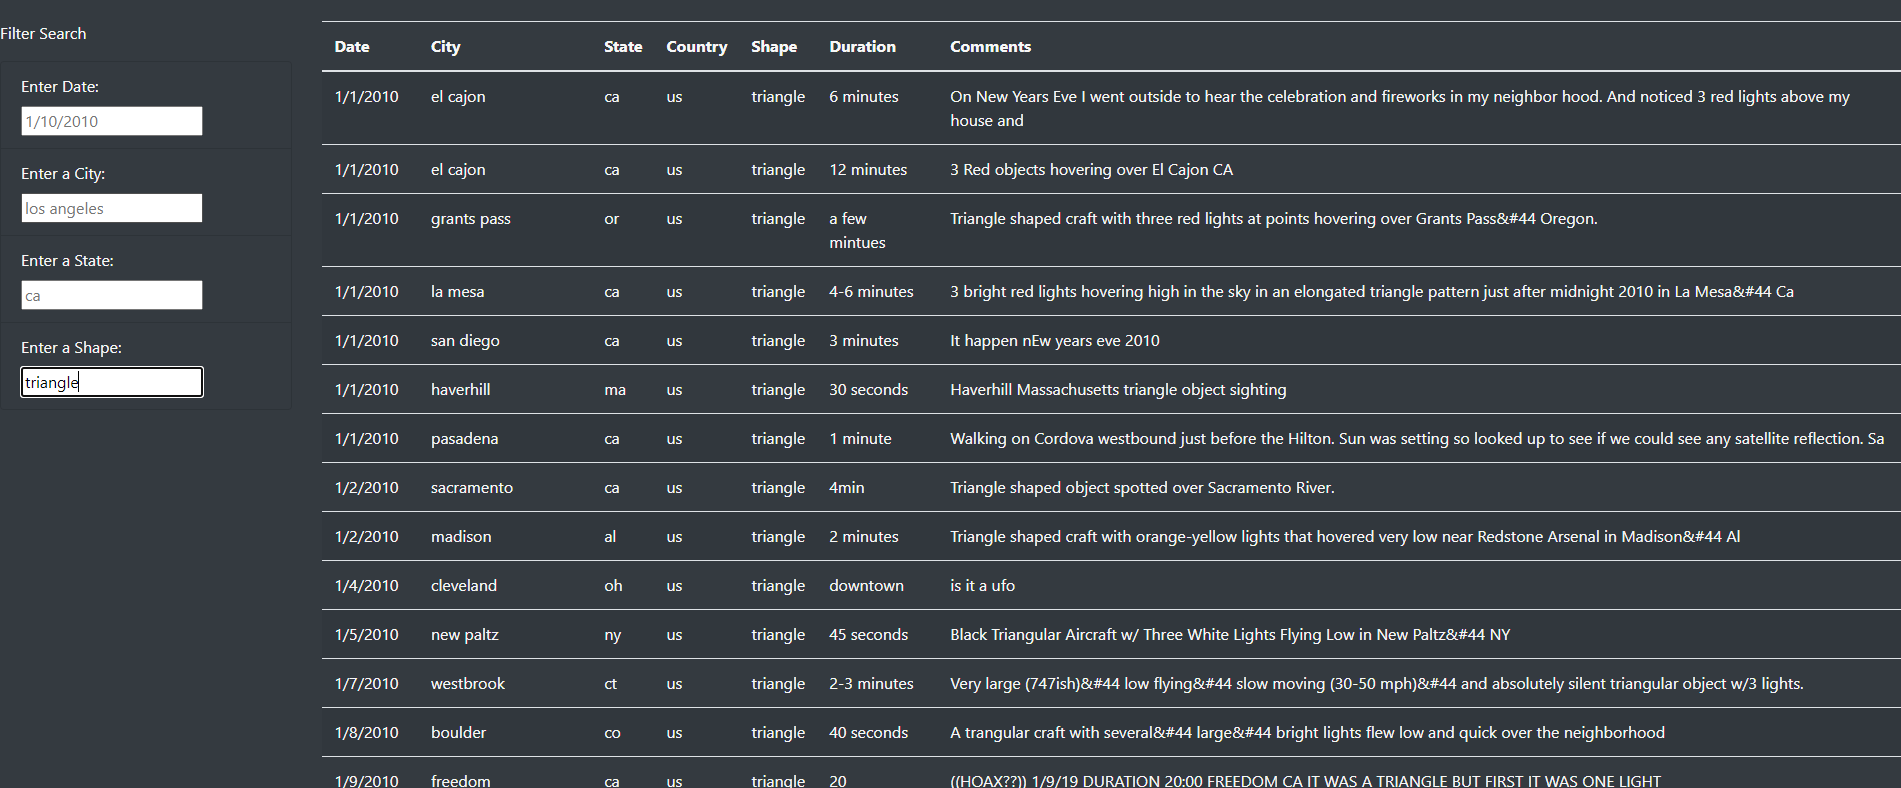 Filter Search
Enter Date:
1/10/2010
Enter a City:
los angeles
Enter a State:
ca
Enter a Shape:
triangle
Date City State Country Shape Duration Comments
1/1/2010 el cajon ca us triangle 6 minutes On New Years Eve I went outside to hear the celebration and fireworks in my neighbor hood. And noticed 3 red lights above my
house and
1/1/2010 el cajon ca us triangle 12 minutes 3 Red objects hovering over El Cajon CA
1/1/2010 grants pass or us triangle a few Triangle shaped craft with three red lights at points hovering over Grants Pass&#44 Oregon.
mintues
1/1/2010 la mesa ca us triangle 4-6 minutes 3 bright red lights hovering high in the sky in an elongated triangle pattern just after midnight 2010 in La Mesa&#44 Ca
1/1/2010 san diego ca us triangle 3 minutes It happen nEw years eve 2010
1/1/2010 haverhill ma us triangle 30 seconds Haverhill Massachusetts triangle object sighting
1/1/2010 pasadena ca us triangle 1 minute Walking on Cordova westbound just before the Hilton. Sun was setting so looked up to see if we could see any satellite reflection. Sa
1/2/2010 sacramento ca us triangle 4min Triangle shaped object spotted over Sacramento River.
1/2/2010 madison al us triangle 2 minutes Triangle shaped craft with orange-yellow lights that hovered very low near Redstone Arsenal in Madison&#44 Al
1/4/2010 cleveland oh us triangle downtown is it a ufo
1/5/2010 new paltz ny us triangle 45 seconds Black Triangular Aircraft w/ Three White Lights Flying Low in New Paltz&#44 NY
1/7/2010 westbrook ct us triangle 2-3 minutes Very large (747ish)&#44 low flying&#44 slow moving (30-50 mph)&#44 and absolutely silent triangular object w/3 lights.
1/8/2010 boulder co us triangle 40 seconds A trangular craft with several&#44 large&#44 bright lights flew low and quick over the neighborhood
1/9/2010 freedom ca us triangle 20 ((HOAX??)) 1/9/19 DURATION 20:00 FREEDOM CA IT WAS A TRIANGLE BUT FIRST IT WAS ONE LIGHT